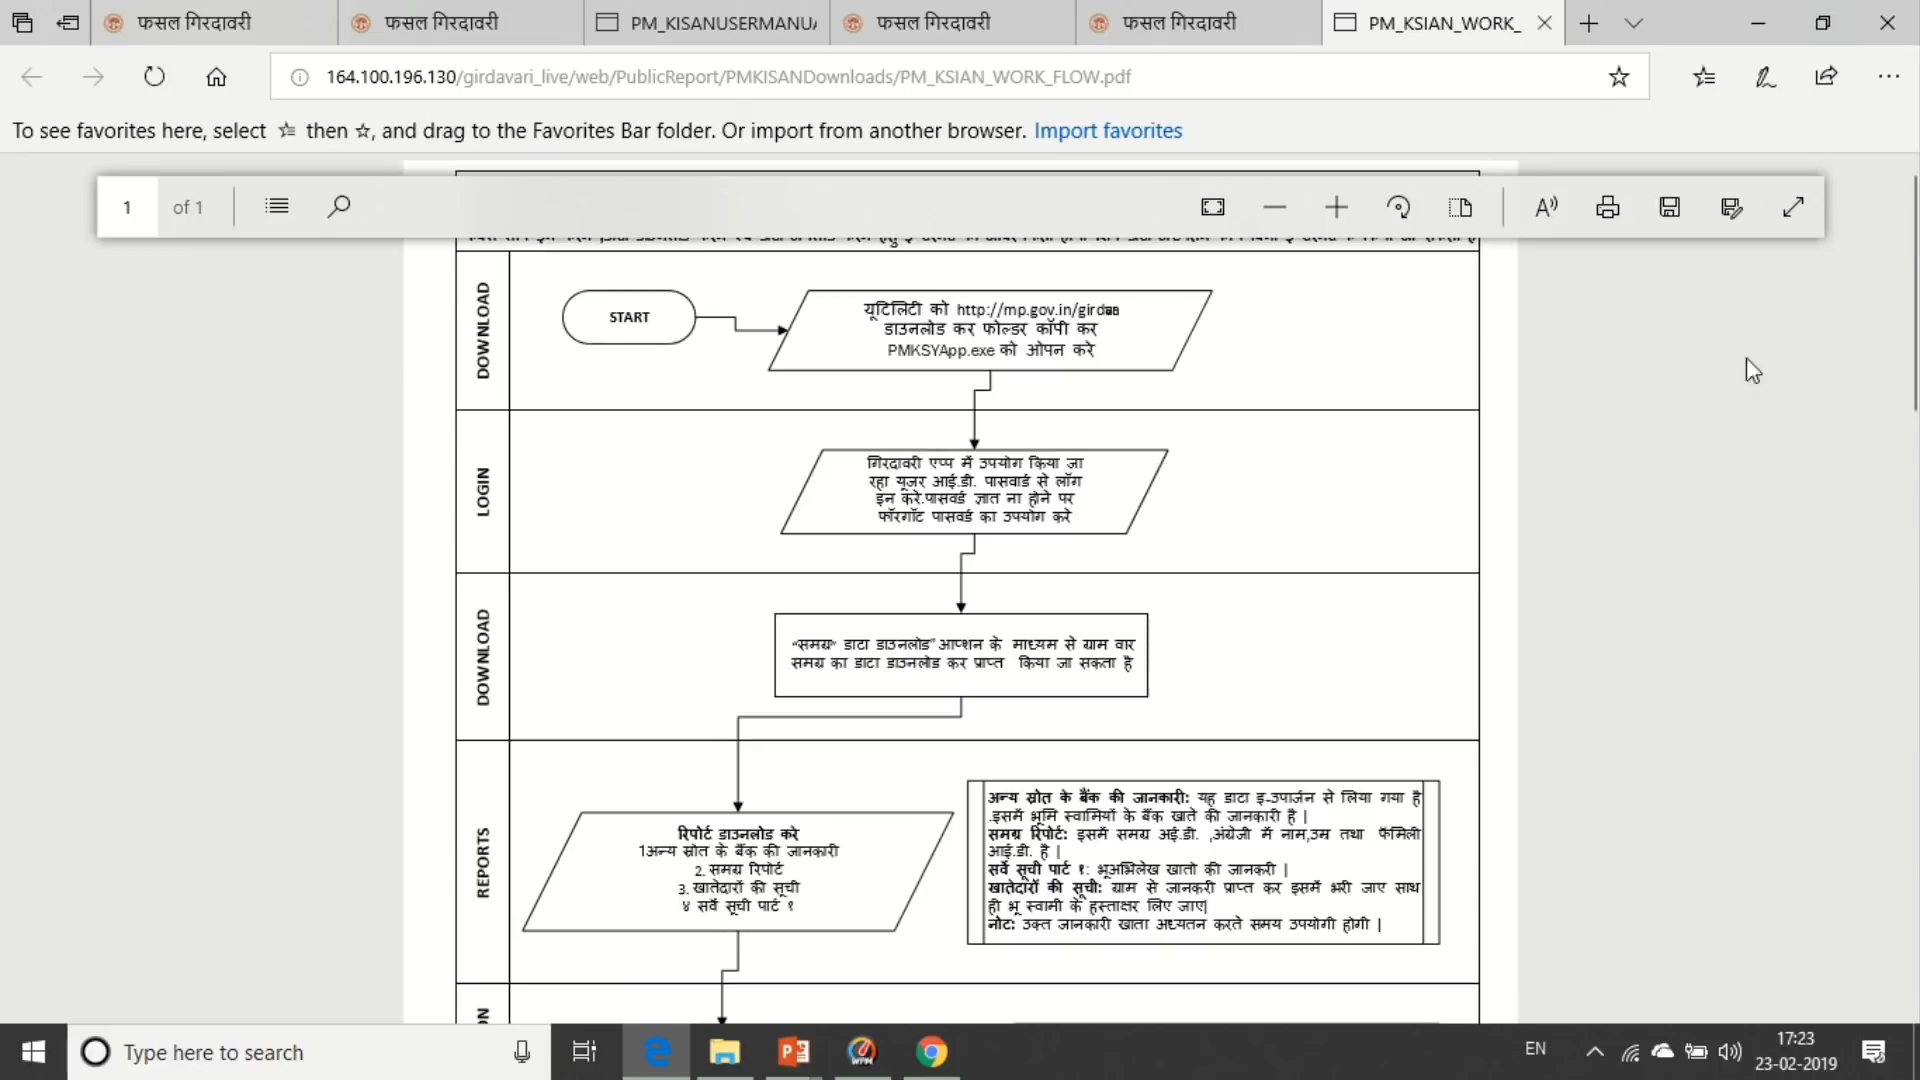 फसल गिरदावरी
फसल गिरदावरी
PM_KISANUSERMANUA
फसल गिरदावरी
फसल गिरदावरी
PM_KSIAN_WORK_
164.100.196.130/girdavari_live/web/PublicReport/PMKISANDownloads/PM_KSIAN_WORK_FLOW.pdf
To see favorites here, select then , and drag to the Favorites Bar folder. Or import from another browser. Import favorites
1 of 1
DOWNLOAD
START
यूटिलिटी को http://mp.gov.in/
डाउनलोड कर फोल्डर कॉपी कर
PMKSYApp.exe को ओपन करे
LOGIN
गिरदावरी एप्प में उपयोग किया जा
रहा यूजर आई.डी. पासवार्ड से लॉग
इन करे.पासवर्ड ज्ञात ना होने पर
फॉरगॉट पासवर्ड का उपयोग करे
DOWNLOAD
“समग्र” डाटा डाउनलोड" आप्शन के माध्यम से ग्राम वार
समग्र का डाटा डाउनलोड कर प्राप्त किया जा सकता है
REPORTS
रिपोर्ट डाउनलोड करे
1अन्य स्रोत के बैंक की जानकारी
2. समग्र रिपोर्ट
3. खातेदारों की सूची
४ सर्वे सूची पार्ट १
अन्य स्रोत के बैंक की जानकारी: यह डाटा इ-उपार्जन से लिया गया है
.इसमें भूमि स्वामियों के बैंक खाते की जानकारी है |
समग्र रिपोर्ट: इसमें समग्र आई.डी. ,अंग्रेजी में नाम,उम्र तथा फॅमिली
आई.डी. है |
सर्वे सूची पार्ट १: भूअभिलेख खातो की जानकरी |
खातेदारों की सूची: ग्राम से जानकरी प्राप्त कर इसमें भरी जाए साथ
ही भू स्वामी के हस्ताक्षर लिए जाए|
नोट: उक्त जानकारी खाता अध्यतन करते समय उपयोगी होगी |
ON
Type here to search
EN
17:23
23-02-2019